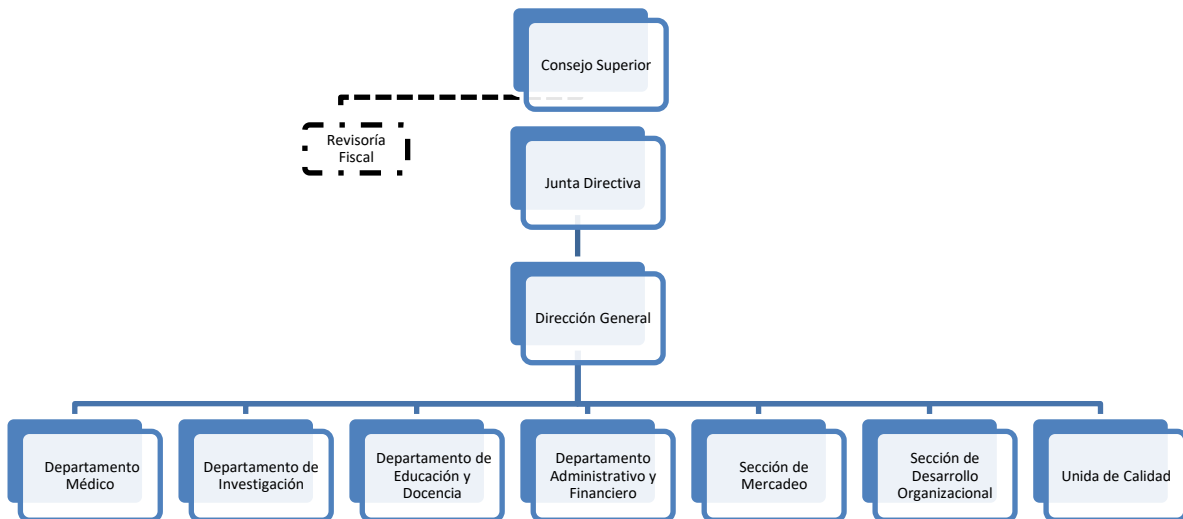 Consejo Superior
Revisoría
Fiscal
Junta Directiva
Dirección General
Departamento
Médico
Departamento de
Investigación
Departamento de
Educación y
Docencia
Departamento
Administrativo y
Financiero
Sección de
Mercadeo
Sección de
Desarrollo
Organizacional
Unida de Calidad